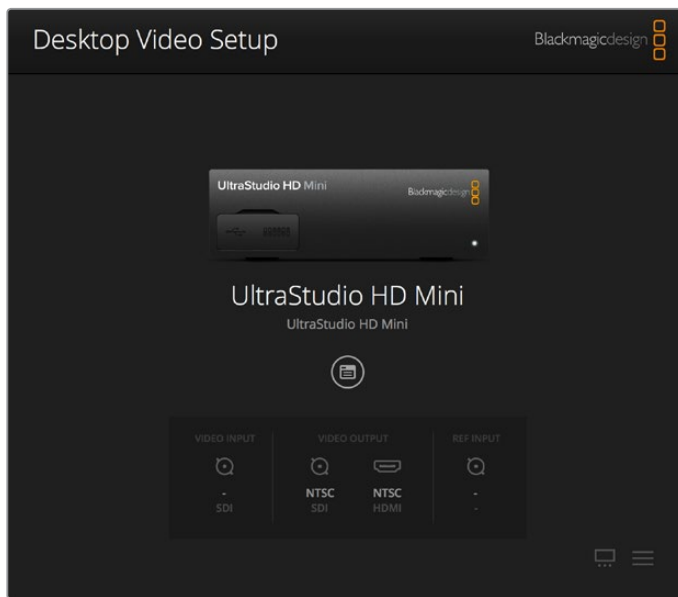 Desktop Video Setup
Blackmagicdesign
UltraStudio HD Mini
Blackmagicdesign
UltraStudio HD Mini
UltraStudio HD Mini
VIDEO INPUT
VIDEO OUTPUT
REF INPUT
-
NTSC
NTSC
-
SDI
SDI
HDMI
-